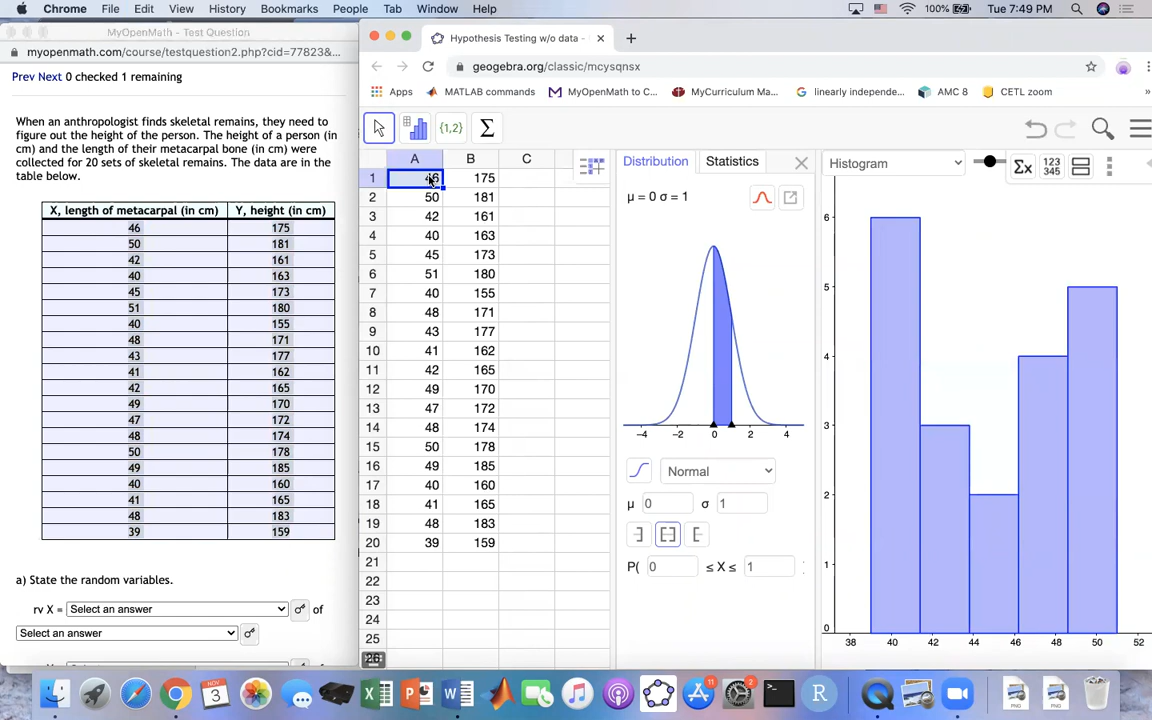 Chrome File Edit View History Bookmarks People Tab Window Help 100% Tue 7:49 PM
MyOpenMath - Test Question
myopenmath.com/course/testquestion2.php?cid=77823&...
Prev Next 0 checked 1 remaining
When an anthropologist finds skeletal remains, they need to
figure out the height of the person. The height of a person (in
cm) and the length of their metacarpal bone (in cm) were
collected for 20 sets of skeletal remains. The data are in the
table below.
X, length of metacarpal (in cm) Y, height (in cm)
46 175
50 181
42 161
40 163
45 173
51 180
40 155
48 171
43 177
41 162
42 165
49 170
47 172
48 174
50 178
49 185
40 160
41 165
48 183
39 159
a) State the random variables.
rv X = Select an answer of
Select an answer
Hypothesis Testing w/o data -
geogebra.org/classic/mcysqnsx
Apps MATLAB commands MyOpenMath to C... MyCurriculum Ma... linearly independe... AMC 8 CETL zoom »
{1,2} Σ
A B C
1 175
2 50 181
3 42 161
4 40 163
5 45 173
6 51 180
7 40 155
8 48 171
9 43 177
10 41 162
11 42 165
12 49 170
13 47 172
14 48 174
15 50 178
16 49 185
17 40 160
18 41 165
19 48 183
20 39 159
21
22
23
24
25
26
Distribution Statistics
μ = 0 σ = 1
−4 −2 0 2 4
Normal
μ 0 σ 1
P( 0 ≤ X ≤ 1
Histogram
Σx 123 345
6
5
4
3
2
1
0
38 40 42 44 46 48 50 52
NOV 3
11
2
PNG PNG